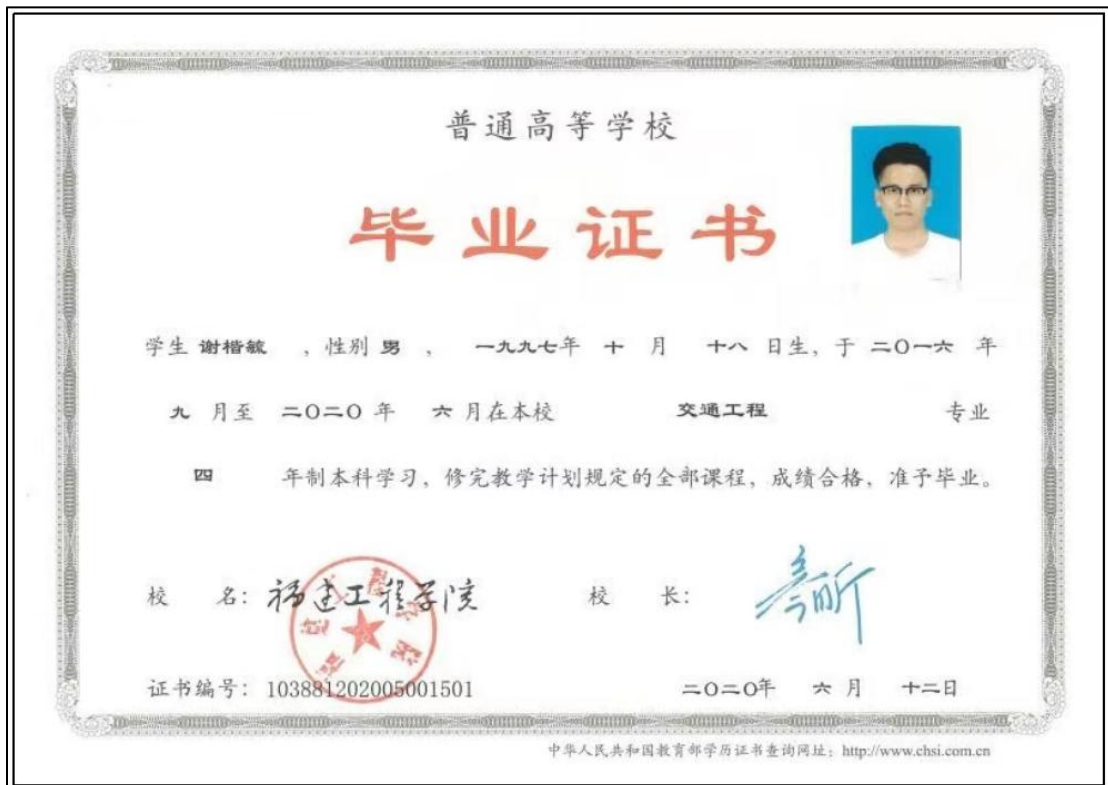 普通高等学校
毕业证书
学生 谢楷毓 ，性别 男 ， 一九九七年 十 月 十八 日生，于 二〇一六 年
九 月至 二〇二〇 年 六 月在本校 交通工程 专业
四 年制本科学习，修完教学计划规定的全部课程，成绩合格，准予毕业。
校 名：福建工程学院 校 长：
证书编号：103881202005001501 二〇二〇年 六 月 十二日
中华人民共和国教育部学历证书查询网址：http://www.chsi.com.cn